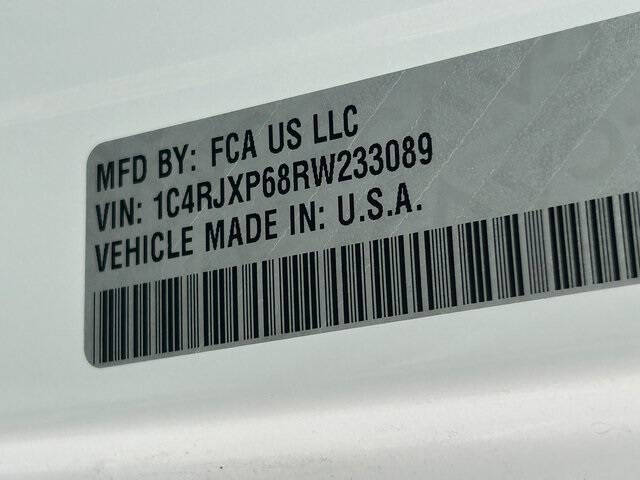 MFD BY: FCA US LLC
VIN: 1C4RJXP68RW233089
VEHICLE MADE IN: U.S.A.